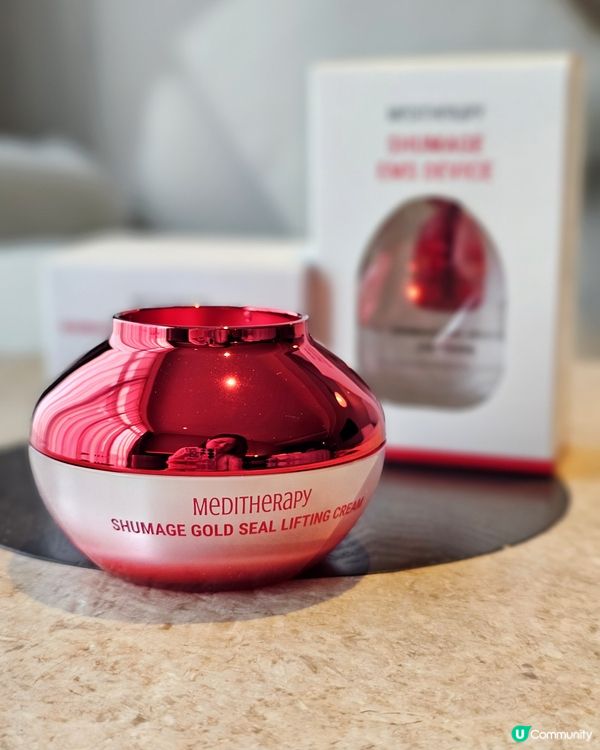 MEDITHERAPY
SHUMAGE
EMS DEVICE
MEDITHERAPY
SHUMAGE GOLD SEAL LIFTING CREAM
U Community